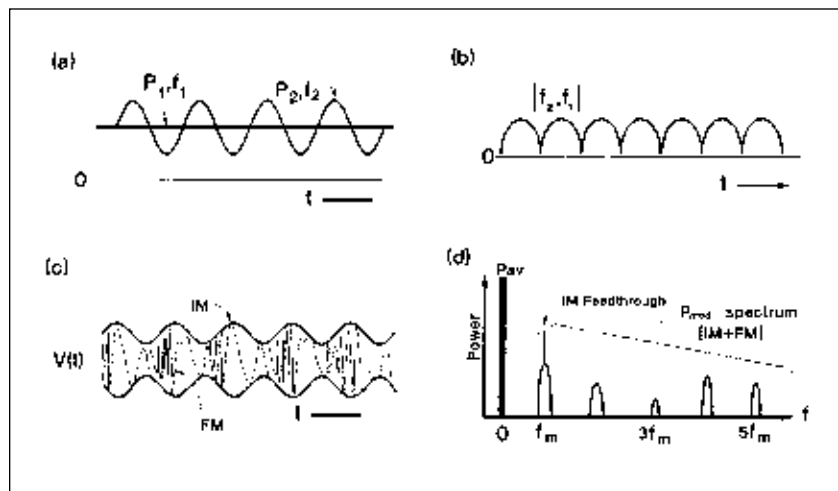 (a)
P₁,f₁
P₂,f₂
0
t
(b)
|f₂,f₁|
0
t
(c)
IM
V(t)
t
FM
(d)
Pav
IM Feedthrough
Pmod spectrum
[IM+FM]
Power
0 fm 3fm 5fm f